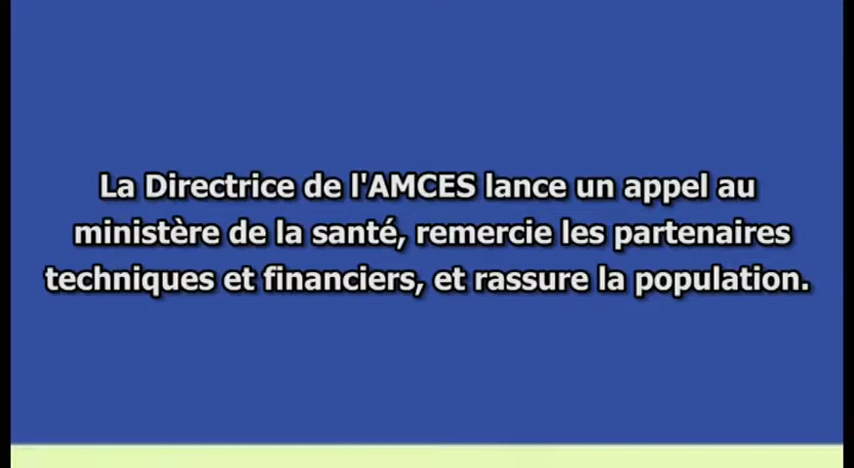 La Directrice de l'AMCES lance un appel au
ministère de la santé, remercie les partenaires
techniques et financiers, et rassure la population.